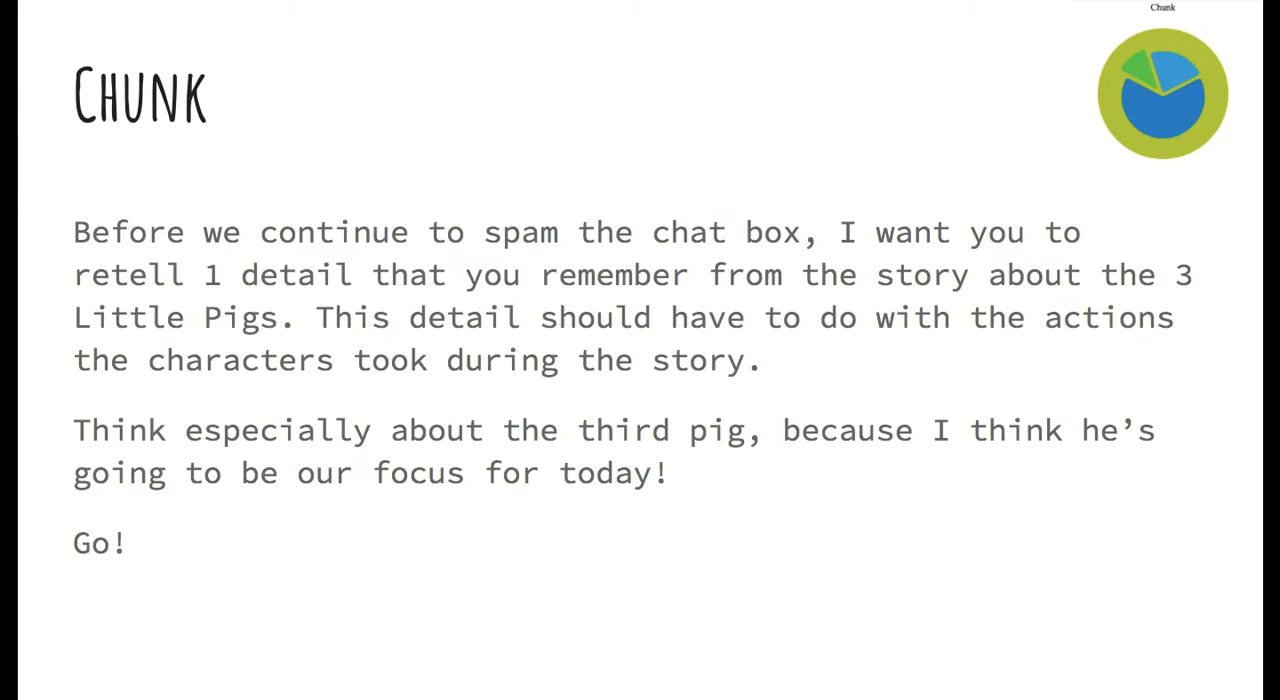 Chunk
Chunk
Before we continue to spam the chat box, I want you to
retell 1 detail that you remember from the story about the 3
Little Pigs. This detail should have to do with the actions
the characters took during the story.
Think especially about the third pig, because I think he’s
going to be our focus for today!
Go!